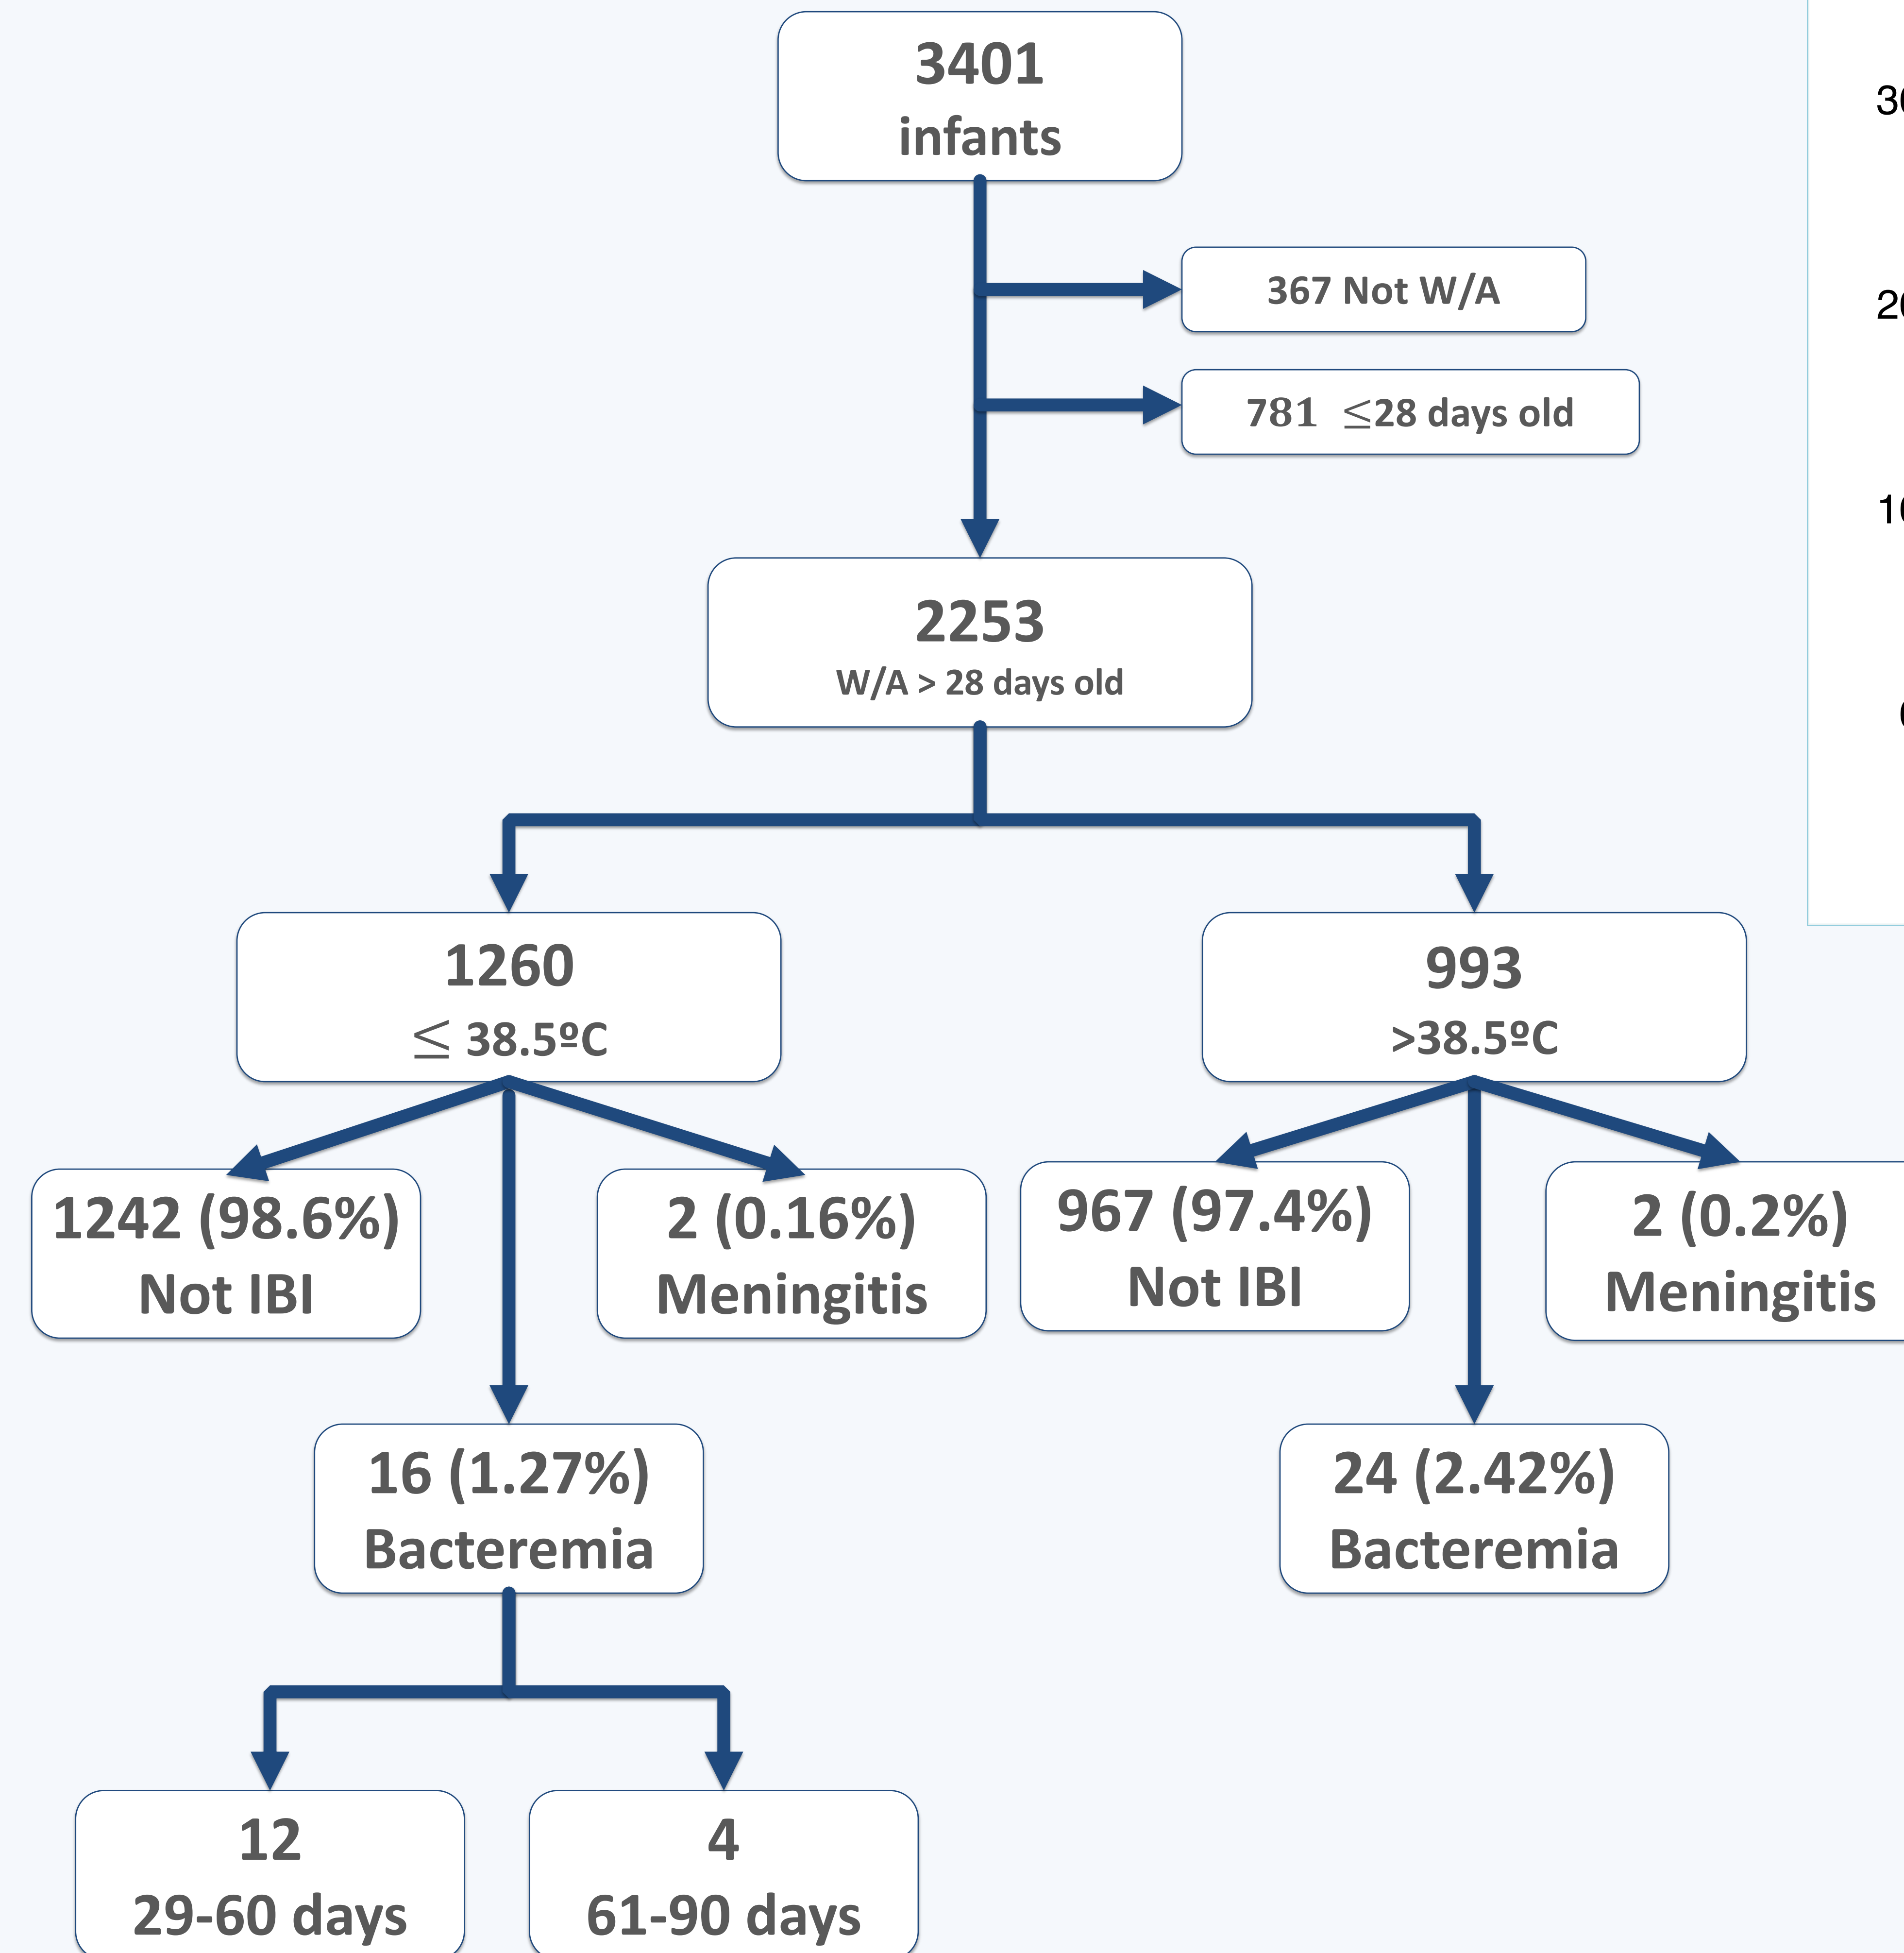 3401
infants
367 Not W/A
781 ≤28 days old
2253
W/A > 28 days old
1260
≤ 38.5ºC
993
>38.5ºC
1242 (98.6%)
Not IBI
2 (0.16%)
Meningitis
967 (97.4%)
Not IBI
2 (0.2%)
Meningitis
16 (1.27%)
Bacteremia
24 (2.42%)
Bacteremia
12
29-60 days
4
61-90 days